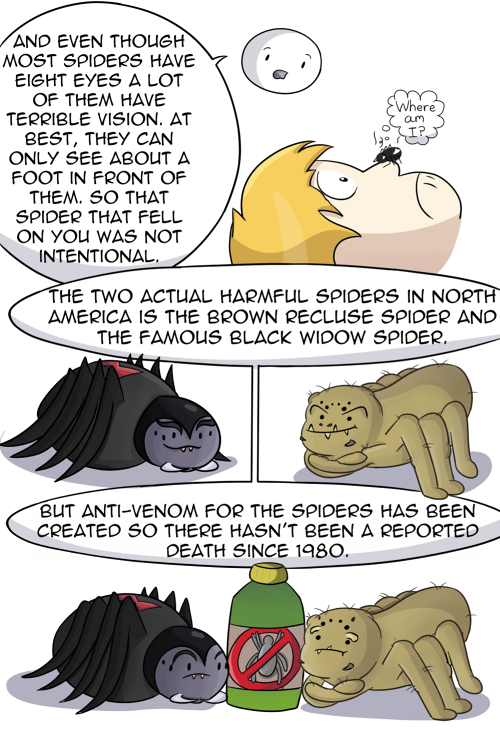 AND EVEN THOUGH
MOST SPIDERS HAVE
EIGHT EYES A LOT
OF THEM HAVE
TERRIBLE VISION. AT
BEST, THEY CAN
ONLY SEE ABOUT A
FOOT IN FRONT OF
THEM. SO THAT
SPIDER THAT FELL
ON YOU WAS NOT
INTENTIONAL.
Where
am
I?
THE TWO ACTUAL HARMFUL SPIDERS IN NORTH
AMERICA IS THE BROWN RECLUSE SPIDER AND
THE FAMOUS BLACK WIDOW SPIDER.
BUT ANTI-VENOM FOR THE SPIDERS HAS BEEN
CREATED SO THERE HASN'T BEEN A REPORTED
DEATH SINCE 1980.